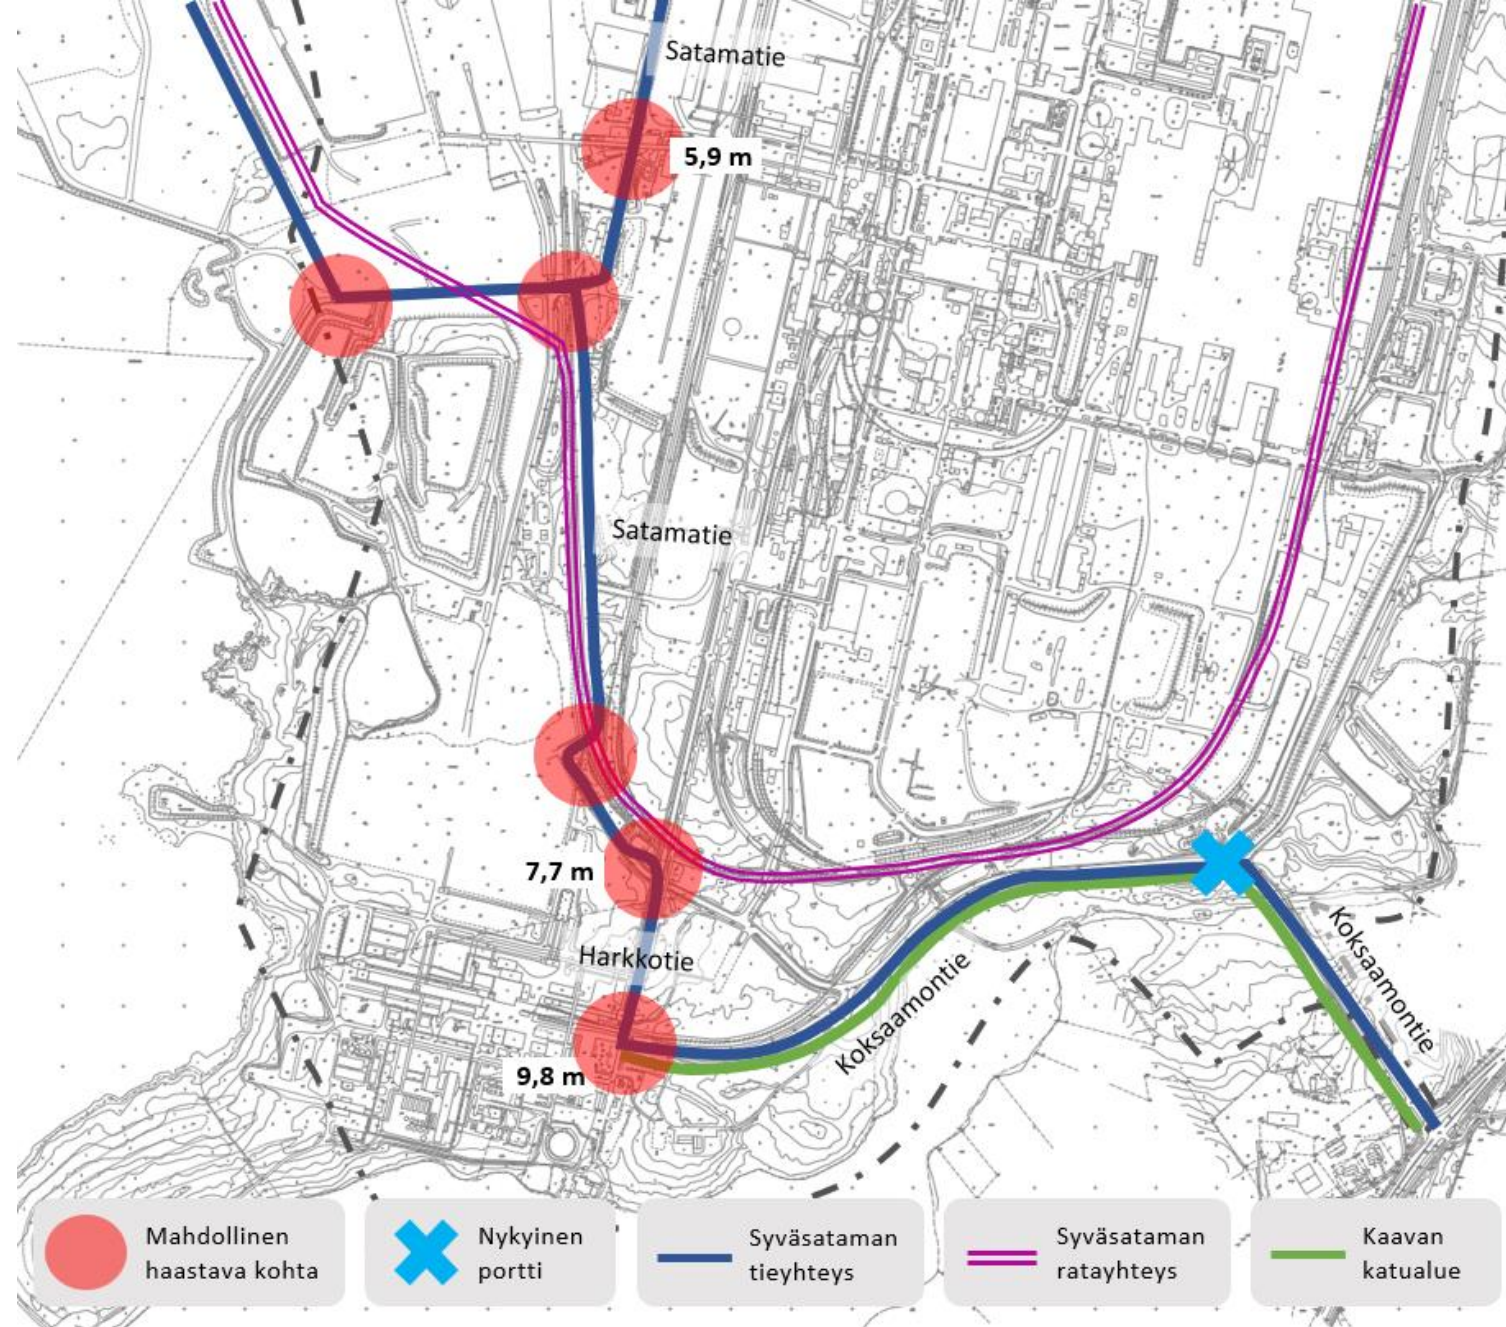 Satamatie
5,9 m
Satamatie
7,7 m
Harkkotie
Koksaamontie
Koksaamontie
9,8 m
Mahdollinen
haastava kohta
Nykyinen
portti
Syväsataman
tieyhteys
Syväsataman
ratayhteys
Kaavan
katualue